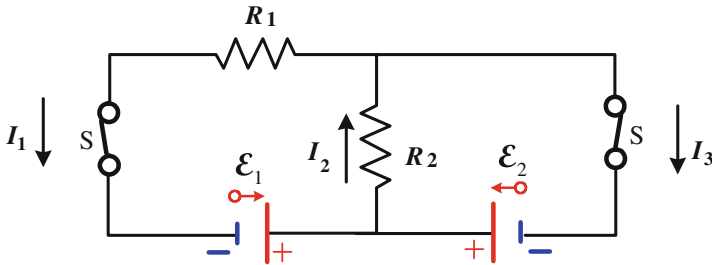 R1
I1
S
I2
R2
S
I3
ℰ1
ℰ2
−
+
+
−